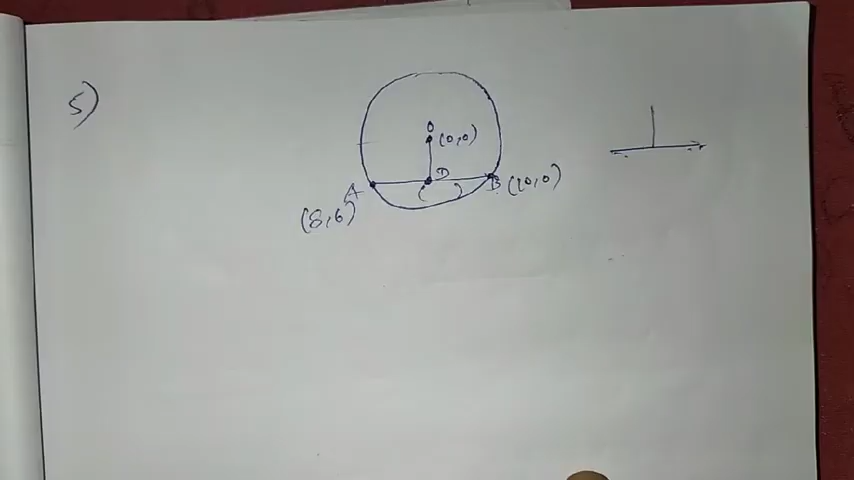 5)
O
(0,0)
A
D
B
(10,0)
(8,6)
( )